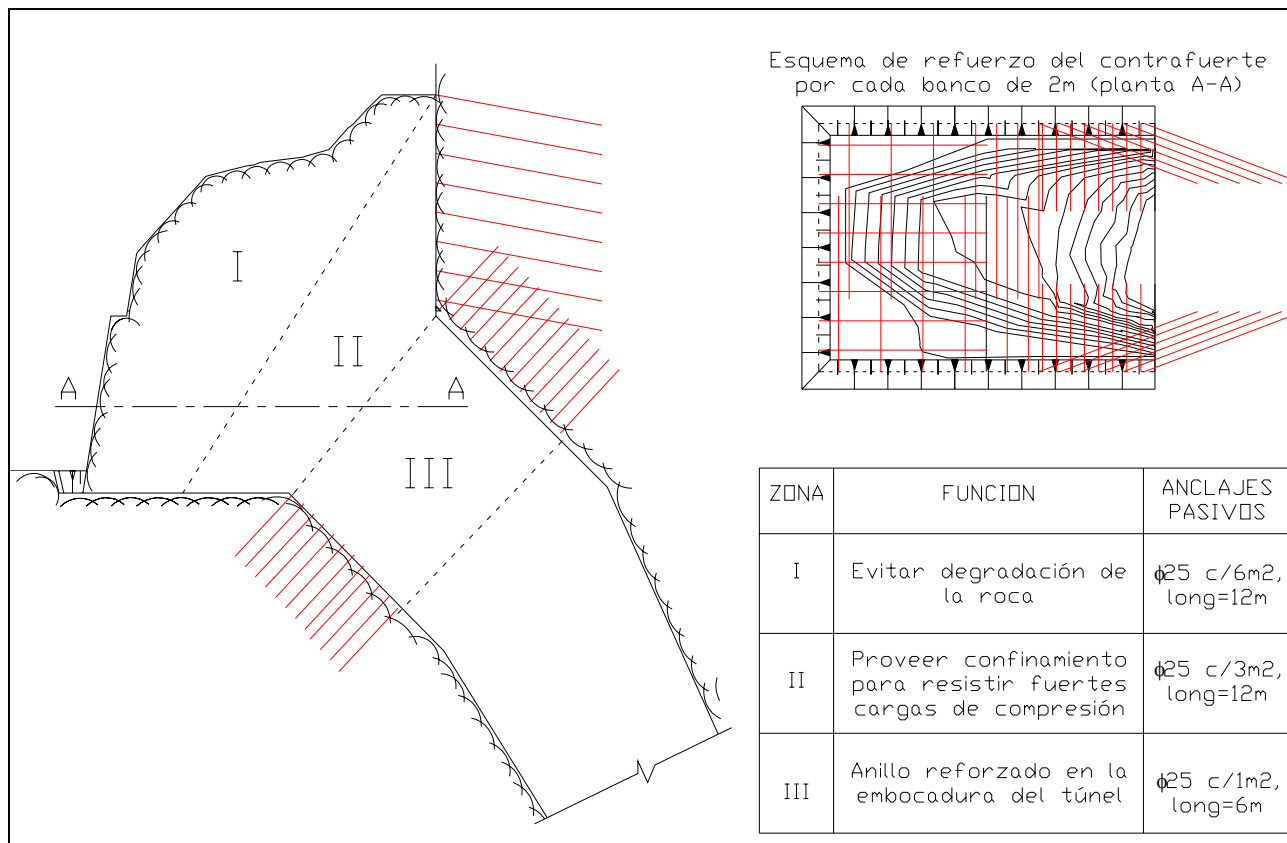 Esquema de refuerzo del contrafuerte
por cada banco de 2m (planta A-A)
I
II
A
A
III
ZONA
FUNCION
ANCLAJES
PASIVOS
I
Evitar degradación de
la roca
ϕ25 c/6m2,
long=12m
II
Proveer confinamiento
para resistir fuertes
cargas de compresión
ϕ25 c/3m2,
long=12m
III
Anillo reforzado en la
embocadura del túnel
ϕ25 c/1m2,
long=6m